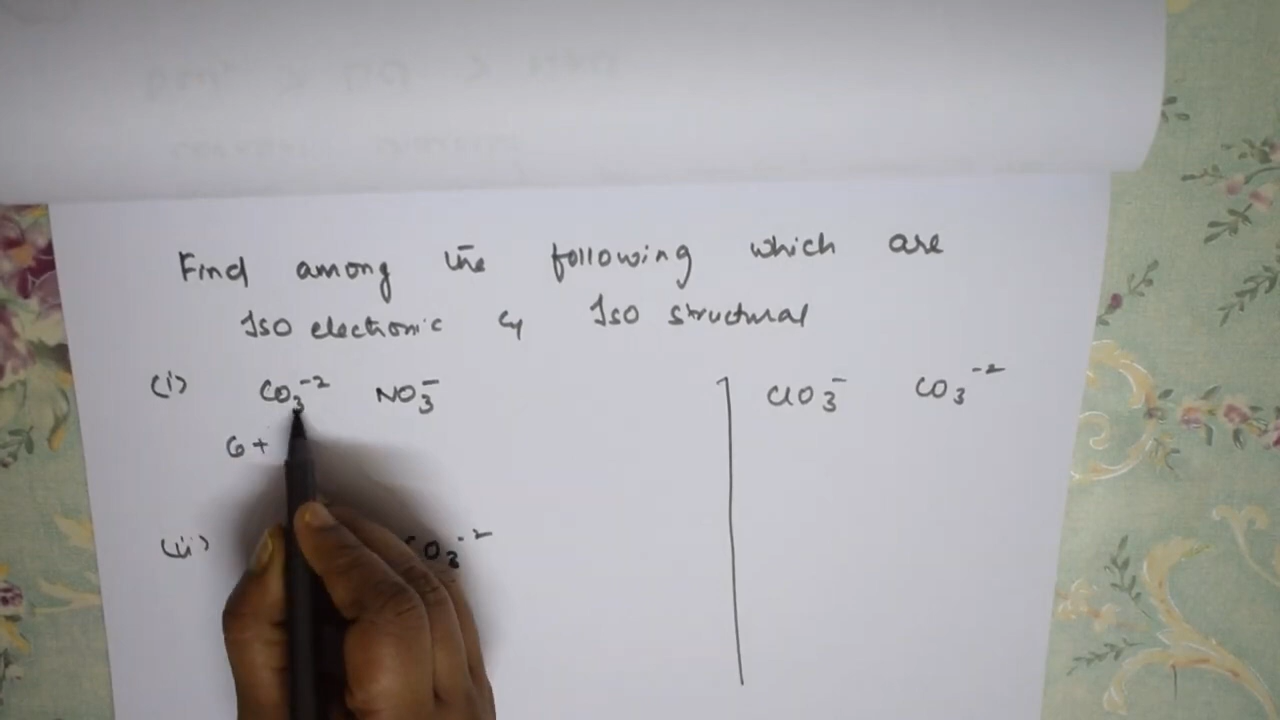 Find among the following which are
Iso electronic & Iso structural
(i) CO₃⁻² NO₃⁻ ClO₃⁻ CO₃⁻²
6+
(ii) O₃⁻²